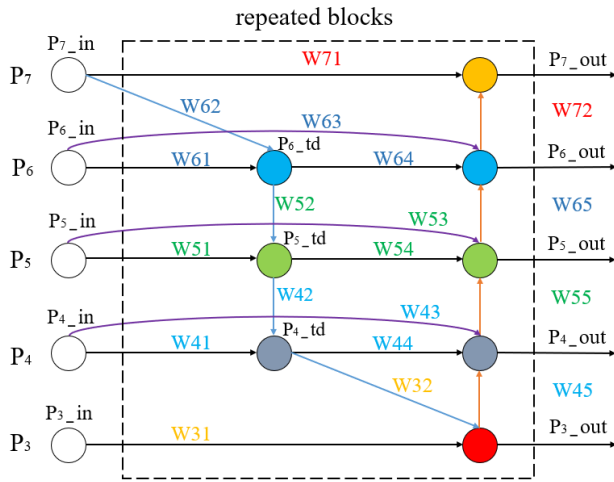 repeated blocks
P7_in
P7_out
P7
W71
W62
W72
P6_in
W63
P6_td
P6_out
P6
W61
W64
W52
W65
P5_in
W53
P5_td
P5_out
P5
W51
W54
W42
W55
P4_in
W43
P4_td
P4_out
P4
W41
W44
W32
W45
P3_in
P3_out
P3
W31